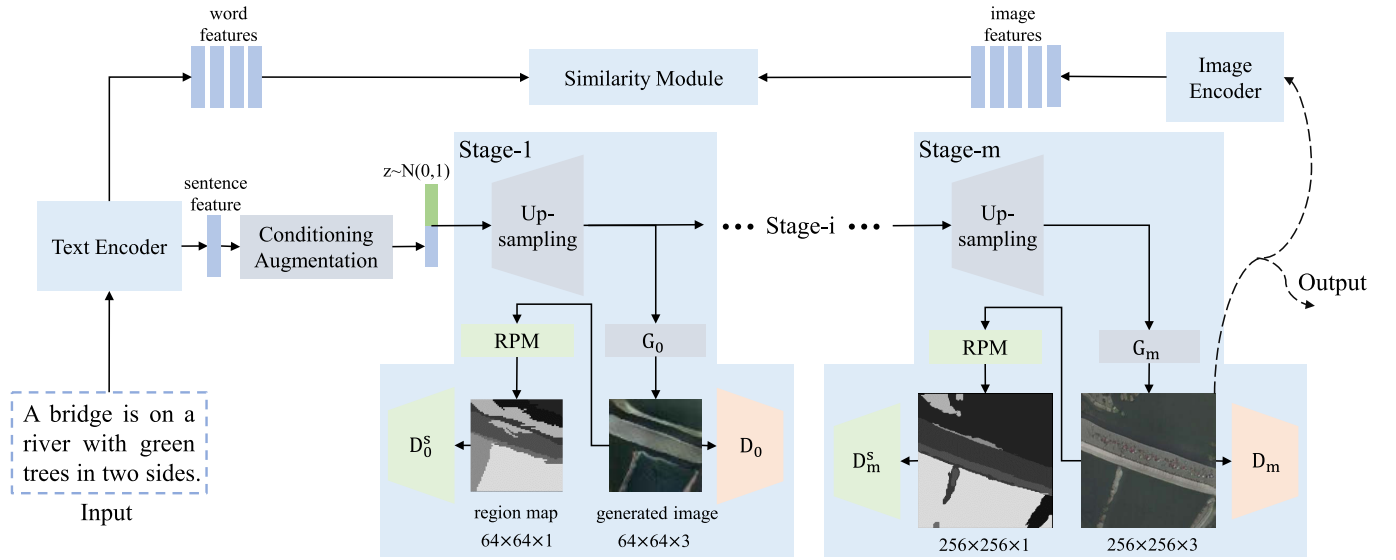 word
features
image
features
Similarity Module
Image
Encoder
Stage-1
Stage-m
z~N(0,1)
sentence
feature
Up-
sampling
Up-
sampling
Text Encoder
Conditioning
Augmentation
••• Stage-i •••
Output
RPM
G₀
RPM
Gₘ
A bridge is on a
river with green
trees in two sides.
Input
D₀ˢ
D₀
Dₘˢ
Dₘ
region map
generated image
64×64×1
64×64×3
256×256×1
256×256×3